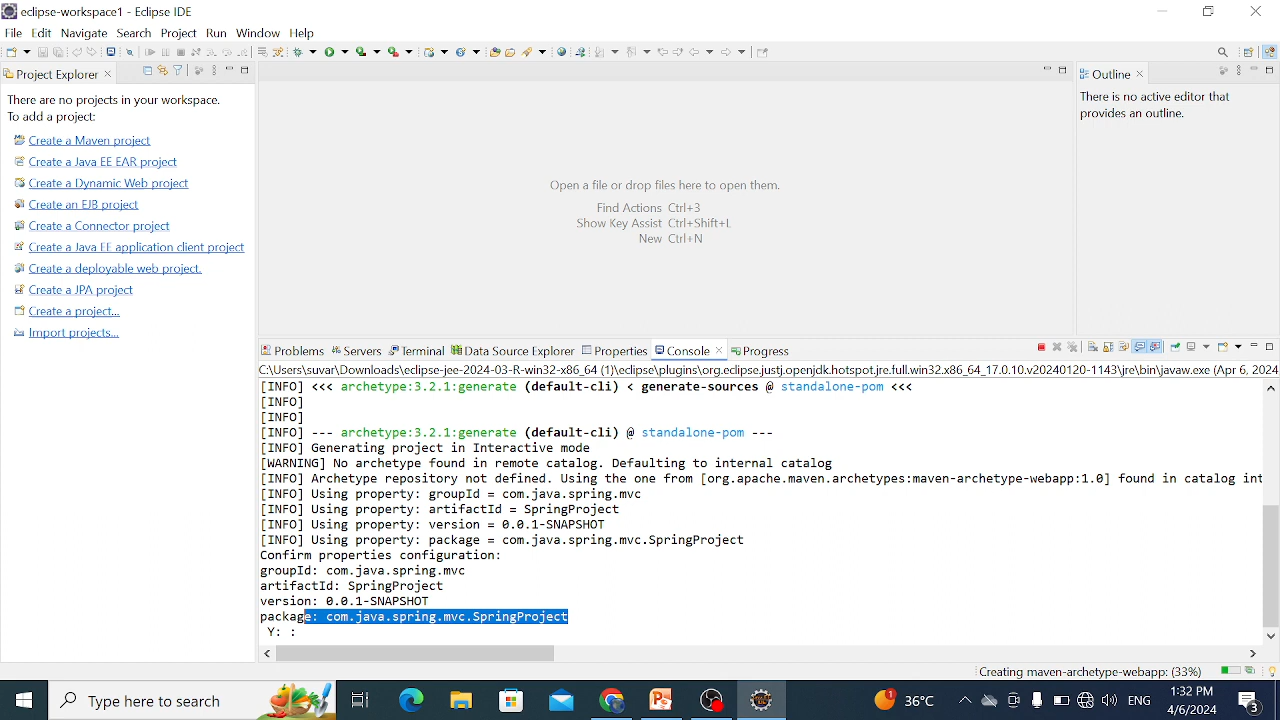 eclipse-workspace1 - Eclipse IDE
File Edit Navigate Search Project Run Window Help
Project Explorer
There are no projects in your workspace.
To add a project:
Create a Maven project
Create a Java EE EAR project
Create a Dynamic Web project
Create an EJB project
Create a Connector project
Create a Java EE application client project
Create a deployable web project.
Create a JPA project
Create a project...
Import projects...
Open a file or drop files here to open them.
Find Actions Ctrl+3
Show Key Assist Ctrl+Shift+L
New Ctrl+N
Outline
There is no active editor that
provides an outline.
Problems Servers Terminal Data Source Explorer Properties Console Progress
C:\Users\suvar\Downloads\eclipse-jee-2024-03-R-win32-x86_64 (1)\eclipse\plugins\org.eclipse.justj.openjdk.hotspot.jre.full.win32.x86_64_17.0.10.v20240120-1143\jre\bin\javaw.exe (Apr 6, 2024
[INFO] <<< archetype:3.2.1:generate (default-cli) < generate-sources @ standalone-pom <<<
[INFO]
[INFO]
[INFO] --- archetype:3.2.1:generate (default-cli) @ standalone-pom ---
[INFO] Generating project in Interactive mode
[WARNING] No archetype found in remote catalog. Defaulting to internal catalog
[INFO] Archetype repository not defined. Using the one from [org.apache.maven.archetypes:maven-archetype-webapp:1.0] found in catalog int
[INFO] Using property: groupId = com.java.spring.mvc
[INFO] Using property: artifactId = SpringProject
[INFO] Using property: version = 0.0.1-SNAPSHOT
[INFO] Using property: package = com.java.spring.mvc.SpringProject
Confirm properties configuration:
groupId: com.java.spring.mvc
artifactId: SpringProject
version: 0.0.1-SNAPSHOT
package: com.java.spring.mvc.SpringProject
Y: :
Creating maven-archetype-webapp: (33%)
Type here to search
1
36°C
ENG
1:32 PM
4/6/2024
3